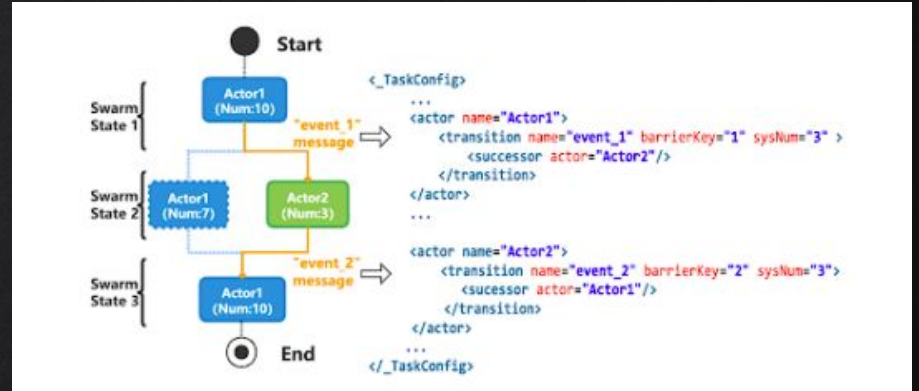 Start
Swarm
State 1
Actor1
(Num:10)
"event_1"
message
Swarm
State 2
Actor1
(Num:7)
Actor2
(Num:3)
Swarm
State 3
"event_2"
message
Actor1
(Num:10)
End
<_TaskConfig>
...
<actor name="Actor1">
<transition name="event_1" barrierKey="1" sysNum="3" >
<successor actor="Actor2"/>
</transition>
</actor>
...
<actor name="Actor2">
<transition name="event_2" barrierKey="2" sysNum="3">
<sucessor actor="Actor1"/>
</transition>
</actor>
...
</_TaskConfig>